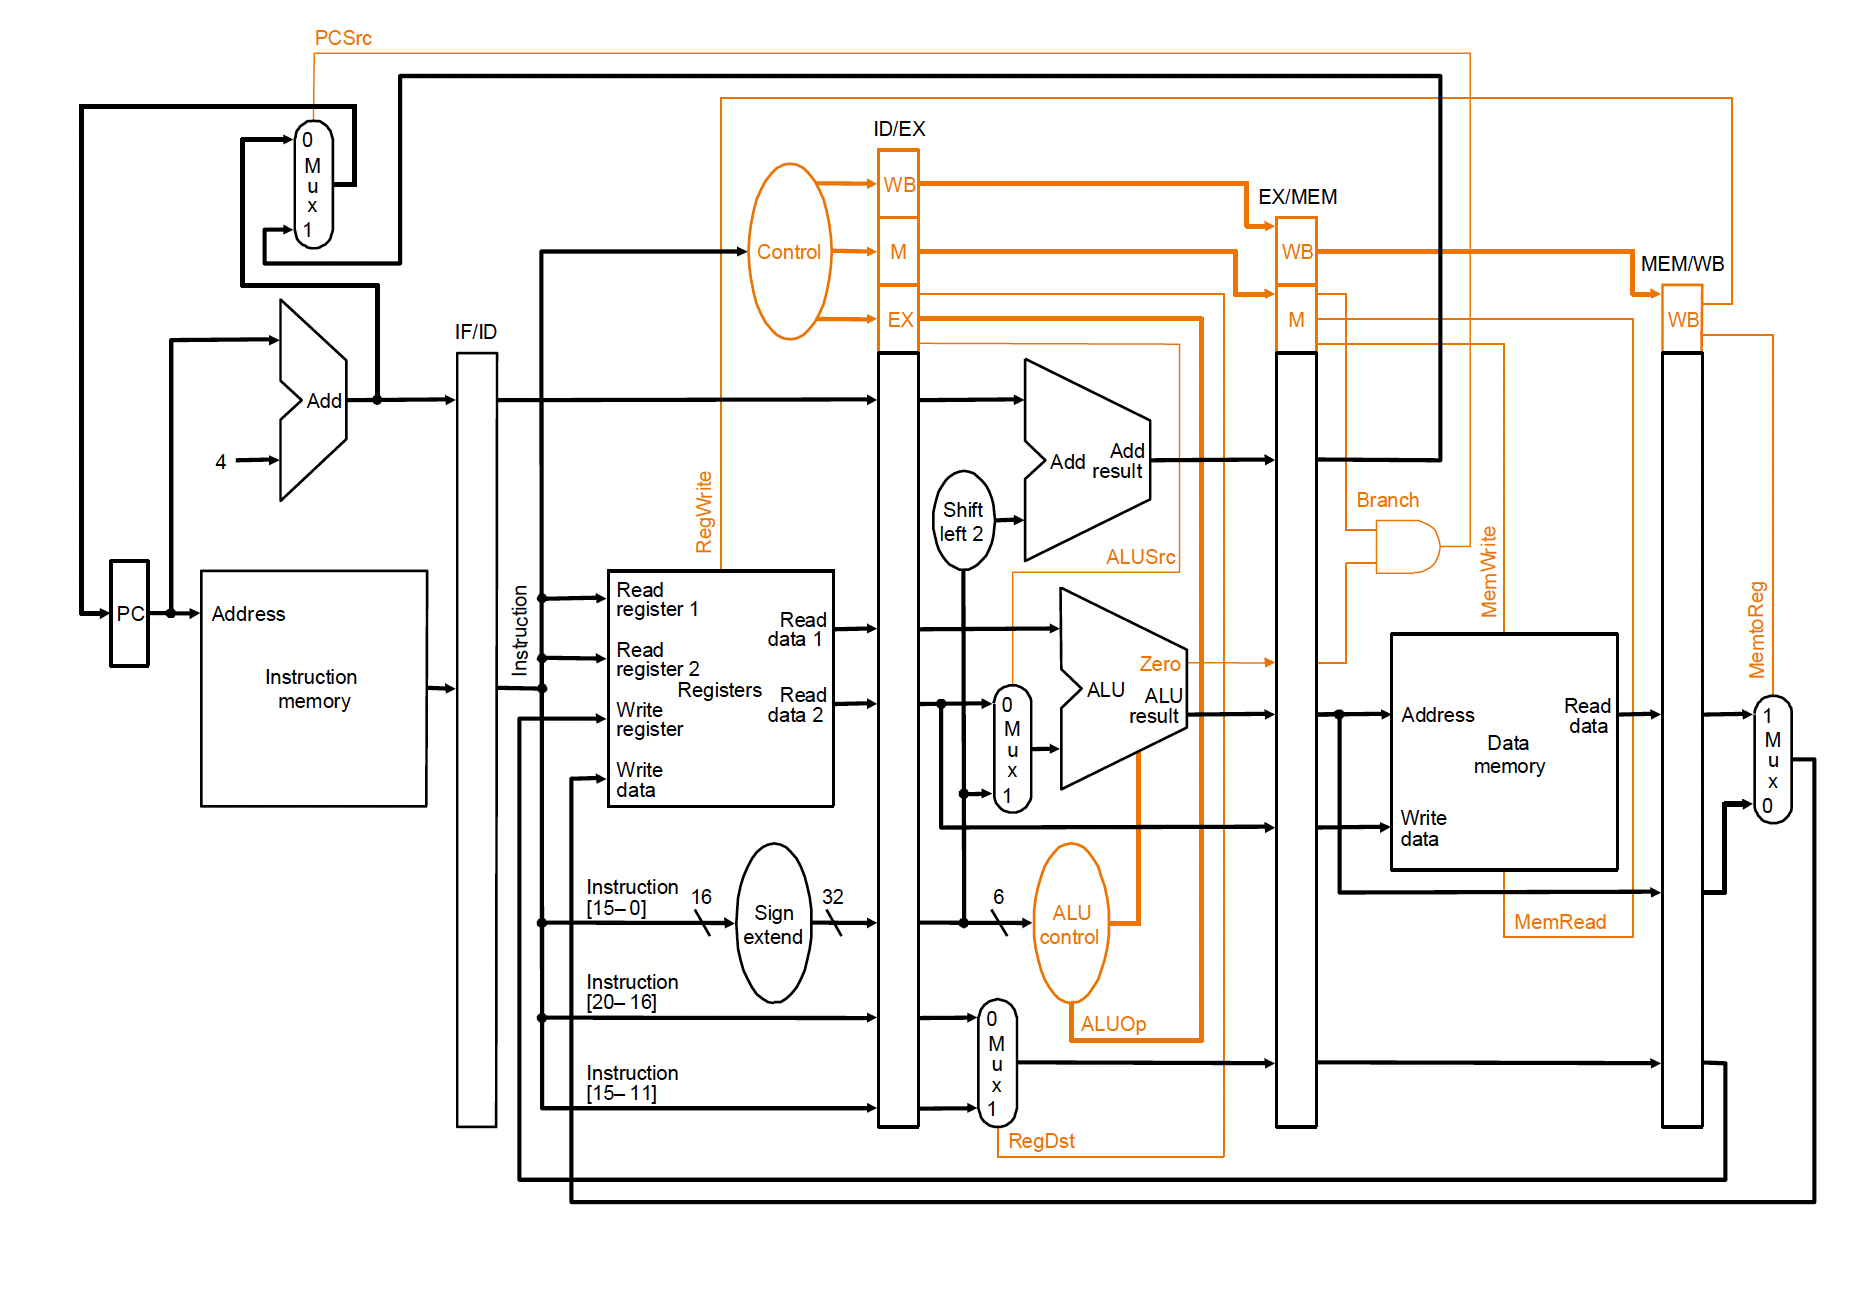 PCSrc
0
M
u
x
1
ID/EX
WB
M
EX
Control
EX/MEM
WB
M
MEM/WB
WB
IF/ID
Add
4
RegWrite
Shift
left 2
Add
Add
result
ALUSrc
Branch
MemWrite
MemtoReg
PC
Address
Instruction
memory
Instruction
Read
register 1
Read
register 2
Write
register
Write
data
Registers
Read
data 1
Read
data 2
0
M
u
x
1
Zero
ALU
ALU
result
Address
Read
data
Data
memory
Write
data
1
M
u
x
0
Instruction
[15– 0]
16
Sign
extend
32
6
ALU
control
MemRead
Instruction
[20– 16]
ALUOp
0
M
u
x
1
Instruction
[15– 11]
RegDst